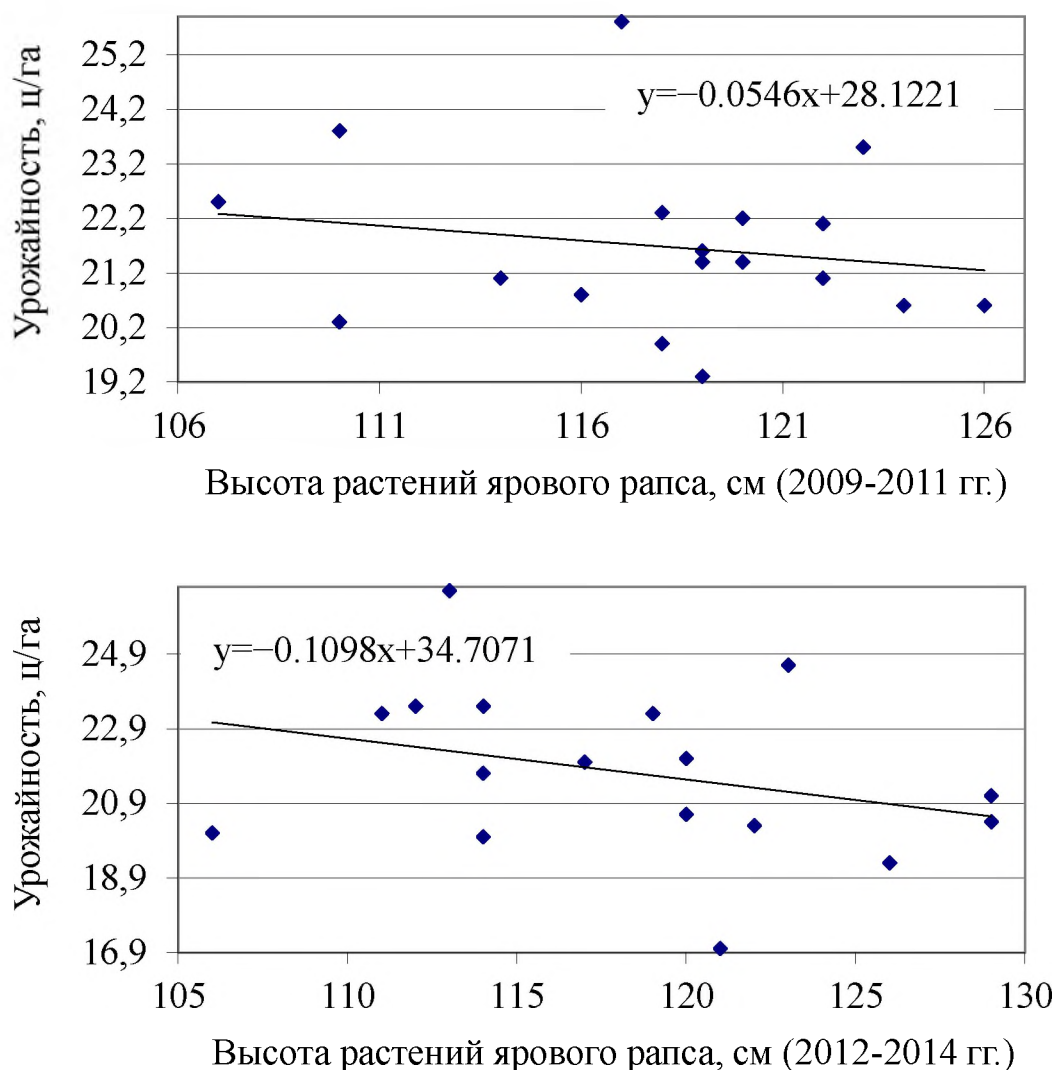 Урожайность, ц/га
25,2
24,2
23,2
22,2
21,2
20,2
19,2
y=−0.0546x+28.1221
106 111 116 121 126
Высота растений ярового рапса, см (2009-2011 гг.)
Урожайность, ц/га
24,9
22,9
20,9
18,9
16,9
y=−0.1098x+34.7071
105 110 115 120 125 130
Высота растений ярового рапса, см (2012-2014 гг.)